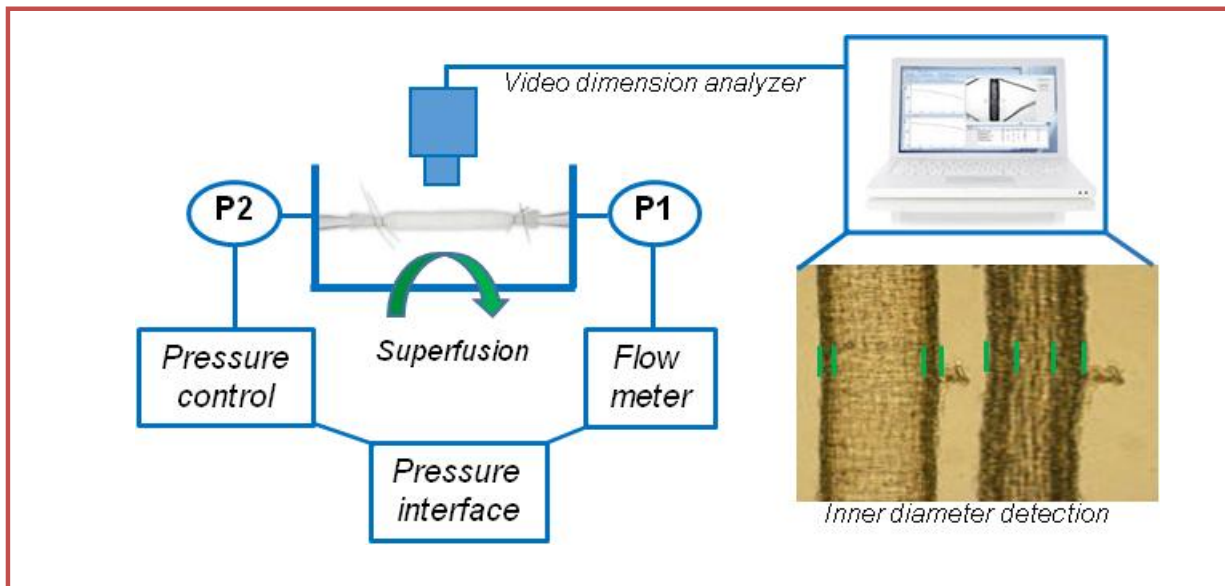 Video dimension analyzer
P2
P1
Superfusion
Pressure
control
Flow
meter
Pressure
interface
Inner diameter detection